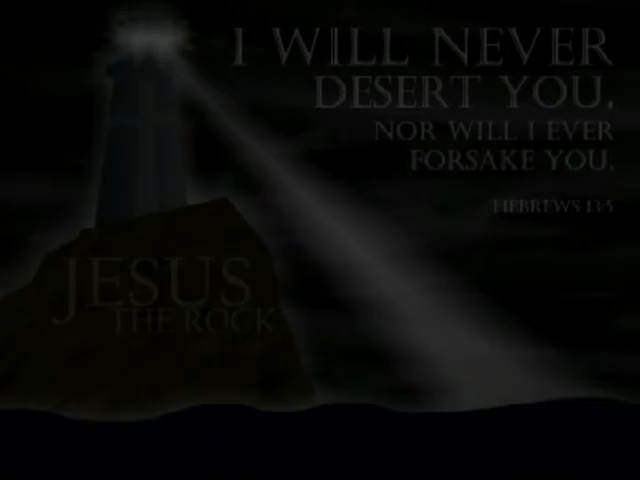 I WILL NEVER
DESERT YOU,
NOR WILL I EVER
FORSAKE YOU.
HEBREWS 13:5
JESUS
THE ROCK